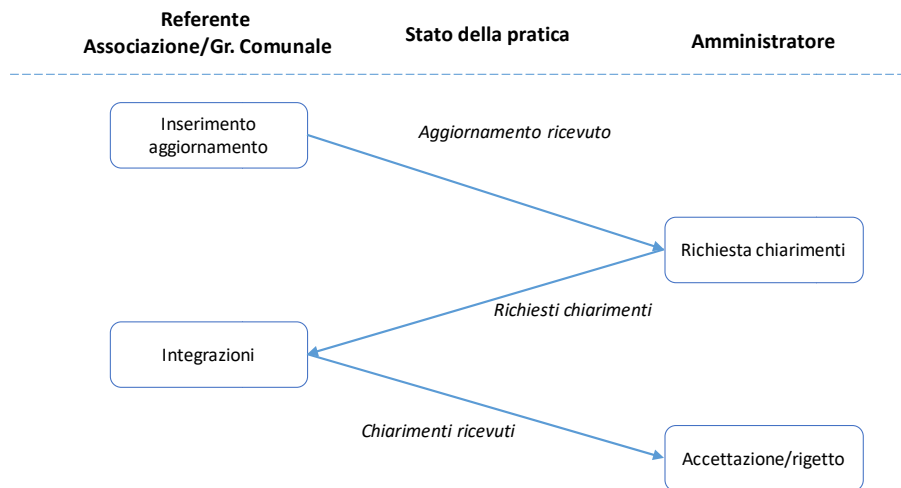 Referente
Associazione/Gr. Comunale
Stato della pratica
Amministratore
Inserimento
aggiornamento
Aggiornamento ricevuto
Richiesta chiarimenti
Richiesti chiarimenti
Integrazioni
Chiarimenti ricevuti
Accettazione/rigetto